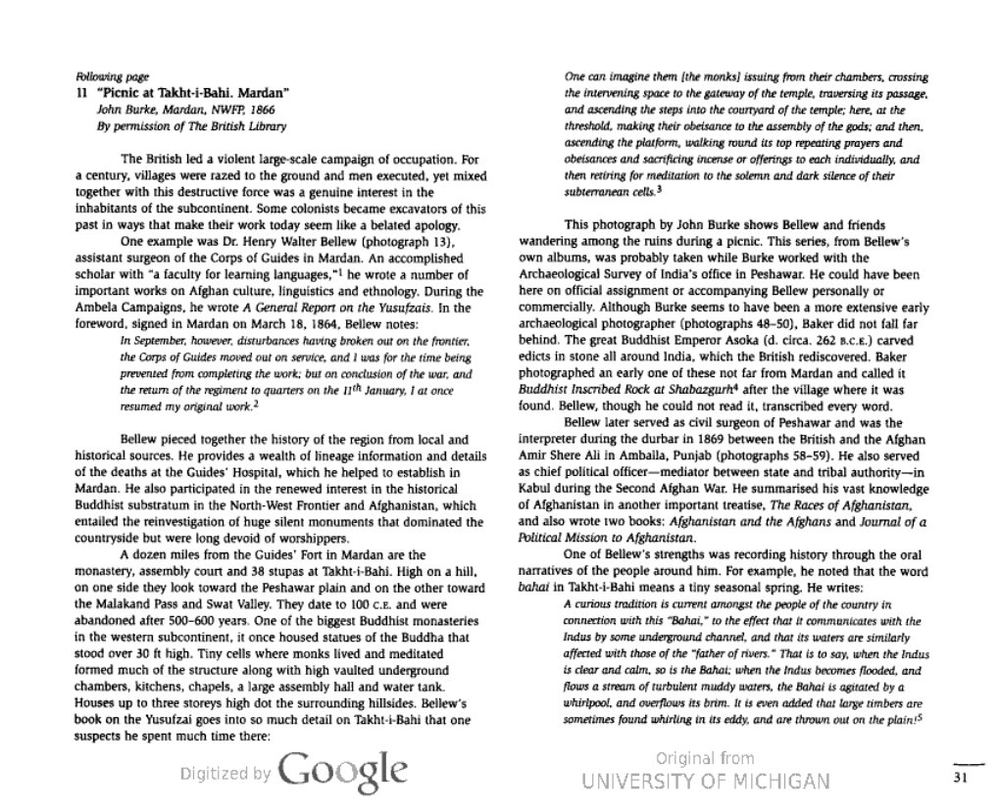 Following page
11 "Picnic at Takht-i-Bahi. Mardan"
John Burke, Mardan, NWFP, 1866
By permission of The British Library
The British led a violent large-scale campaign of occupation. For
a century, villages were razed to the ground and men executed, yet mixed
together with this destructive force was a genuine interest in the
inhabitants of the subcontinent. Some colonists became excavators of this
past in ways that make their work today seem like a belated apology.
One example was Dr. Henry Walter Bellew (photograph 13),
assistant surgeon of the Corps of Guides in Mardan. An accomplished
scholar with "a faculty for learning languages,"1 he wrote a number of
important works on Afghan culture, linguistics and ethnology. During the
Ambela Campaigns, he wrote A General Report on the Yusufzais. In the
foreword, signed in Mardan on March 18, 1864, Bellew notes:
In September, however, disturbances having broken out on the frontier,
the Corps of Guides moved out on service, and I was for the time being
prevented from completing the work; but on conclusion of the war, and
the return of the regiment to quarters on the 11th January, I at once
resumed my original work.2
Bellew pieced together the history of the region from local and
historical sources. He provides a wealth of lineage information and details
of the deaths at the Guides' Hospital, which he helped to establish in
Mardan. He also participated in the renewed interest in the historical
Buddhist substratum in the North-West Frontier and Afghanistan, which
entailed the reinvestigation of huge silent monuments that dominated the
countryside but were long devoid of worshippers.
A dozen miles from the Guides' Fort in Mardan are the
monastery, assembly court and 38 stupas at Takht-i-Bahi. High on a hill,
on one side they look toward the Peshawar plain and on the other toward
the Malakand Pass and Swat Valley. They date to 100 C.E. and were
abandoned after 500-600 years. One of the biggest Buddhist monasteries
in the western subcontinent, it once housed statues of the Buddha that
stood over 30 ft high. Tiny cells where monks lived and meditated
formed much of the structure along with high vaulted underground
chambers, kitchens, chapels, a large assembly hall and water tank.
Houses up to three storeys high dot the surrounding hillsides. Bellew's
book on the Yusufzai goes into so much detail on Takht-i-Bahi that one
suspects he spent much time there:
One can imagine them [the monks] issuing from their chambers, crossing
the intervening space to the gateway of the temple, traversing its passage,
and ascending the steps into the courtyard of the temple; here, at the
threshold, making their obeisance to the assembly of the gods; and then,
ascending the platform, walking round its top repeating prayers and
obeisances and sacrificing incense or offerings to each individually, and
then retiring for meditation to the solemn and dark silence of their
subterranean cells.3
This photograph by John Burke shows Bellew and friends
wandering among the ruins during a picnic. This series, from Bellew's
own albums, was probably taken while Burke worked with the
Archaeological Survey of India's office in Peshawar. He could have been
here on official assignment or accompanying Bellew personally or
commercially. Although Burke seems to have been a more extensive early
archaeological photographer (photographs 48-50), Baker did not fall far
behind. The great Buddhist Emperor Asoka (d. circa. 262 B.C.E.) carved
edicts in stone all around India, which the British rediscovered. Baker
photographed an early one of these not far from Mardan and called it
Buddhist Inscribed Rock at Shabazgurh4 after the village where it was
found. Bellew, though he could not read it, transcribed every word.
Bellew later served as civil surgeon of Peshawar and was the
interpreter during the durbar in 1869 between the British and the Afghan
Amir Shere Ali in Amballa, Punjab (photographs 58-59). He also served
as chief political officer—mediator between state and tribal authority—in
Kabul during the Second Afghan War. He summarised his vast knowledge
of Afghanistan in another important treatise, The Races of Afghanistan,
and also wrote two books: Afghanistan and the Afghans and Journal of a
Political Mission to Afghanistan.
One of Bellew's strengths was recording history through the oral
narratives of the people around him. For example, he noted that the word
bahai in Takht-i-Bahi means a tiny seasonal spring. He writes:
A curious tradition is current amongst the people of the country in
connection with this "Bahai," to the effect that it communicates with the
Indus by some underground channel, and that its waters are similarly
affected with those of the "father of rivers." That is to say, when the Indus
is clear and calm, so is the Bahai; when the Indus becomes flooded, and
flows a stream of turbulent muddy waters, the Bahai is agitated by a
whirlpool, and overflows its brim. It is even added that large timbers are
sometimes found whirling in its eddy, and are thrown out on the plain!5
31
Digitized by Google
Original from
UNIVERSITY OF MICHIGAN